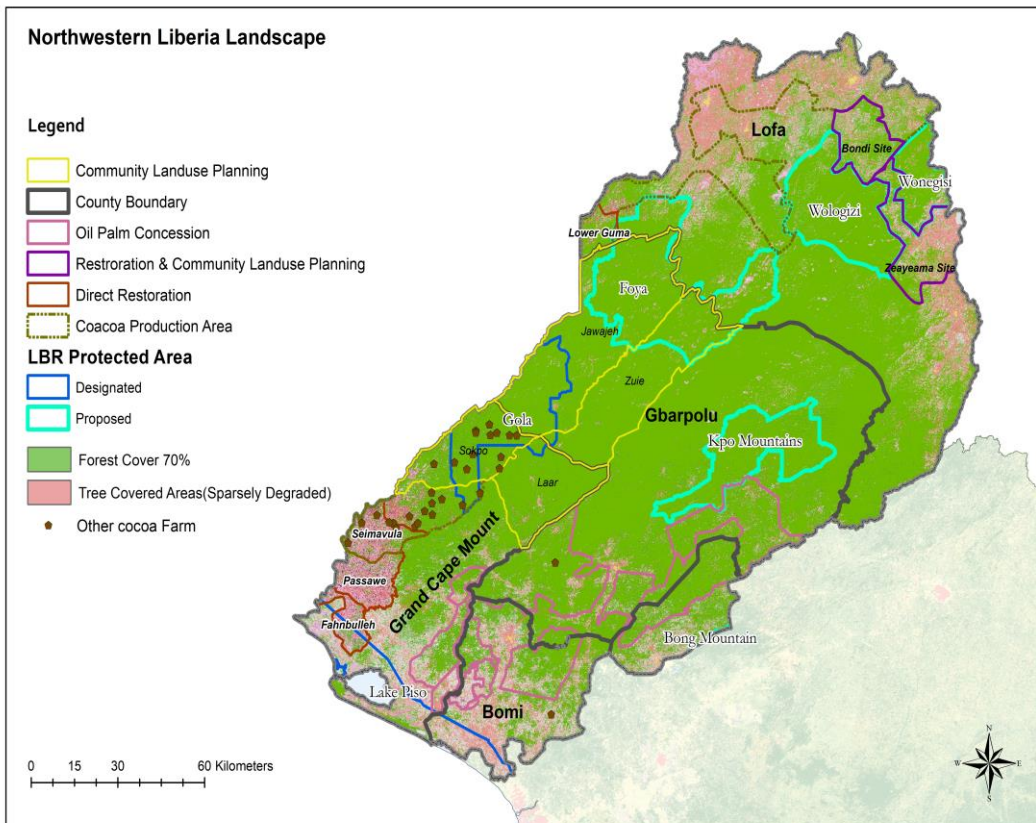 Northwestern Liberia Landscape
Legend
Community Landuse Planning
County Boundary
Oil Palm Concession
Restroration & Community Landuse Planning
Direct Restoration
Coacoa Production Area
LBR Protected Area
Designated
Proposed
Forest Cover 70%
Tree Covered Areas(Sparsely Degraded)
Other cocoa Farm
0 15 30 60 Kilometers
Lofa
Bondi Site
Wonegisi
Wologizi
Lower Guma
Zeayeama Site
Foya
Jawajeh
Zuie
Gbarpolu
Gola
Kpo Mountains
Sokpo
Laar
Seimavula
Grand Cape Mount
Passawe
Fahnbulleh
Bong Mountain
Lake Piso
Bomi
N
W E
S